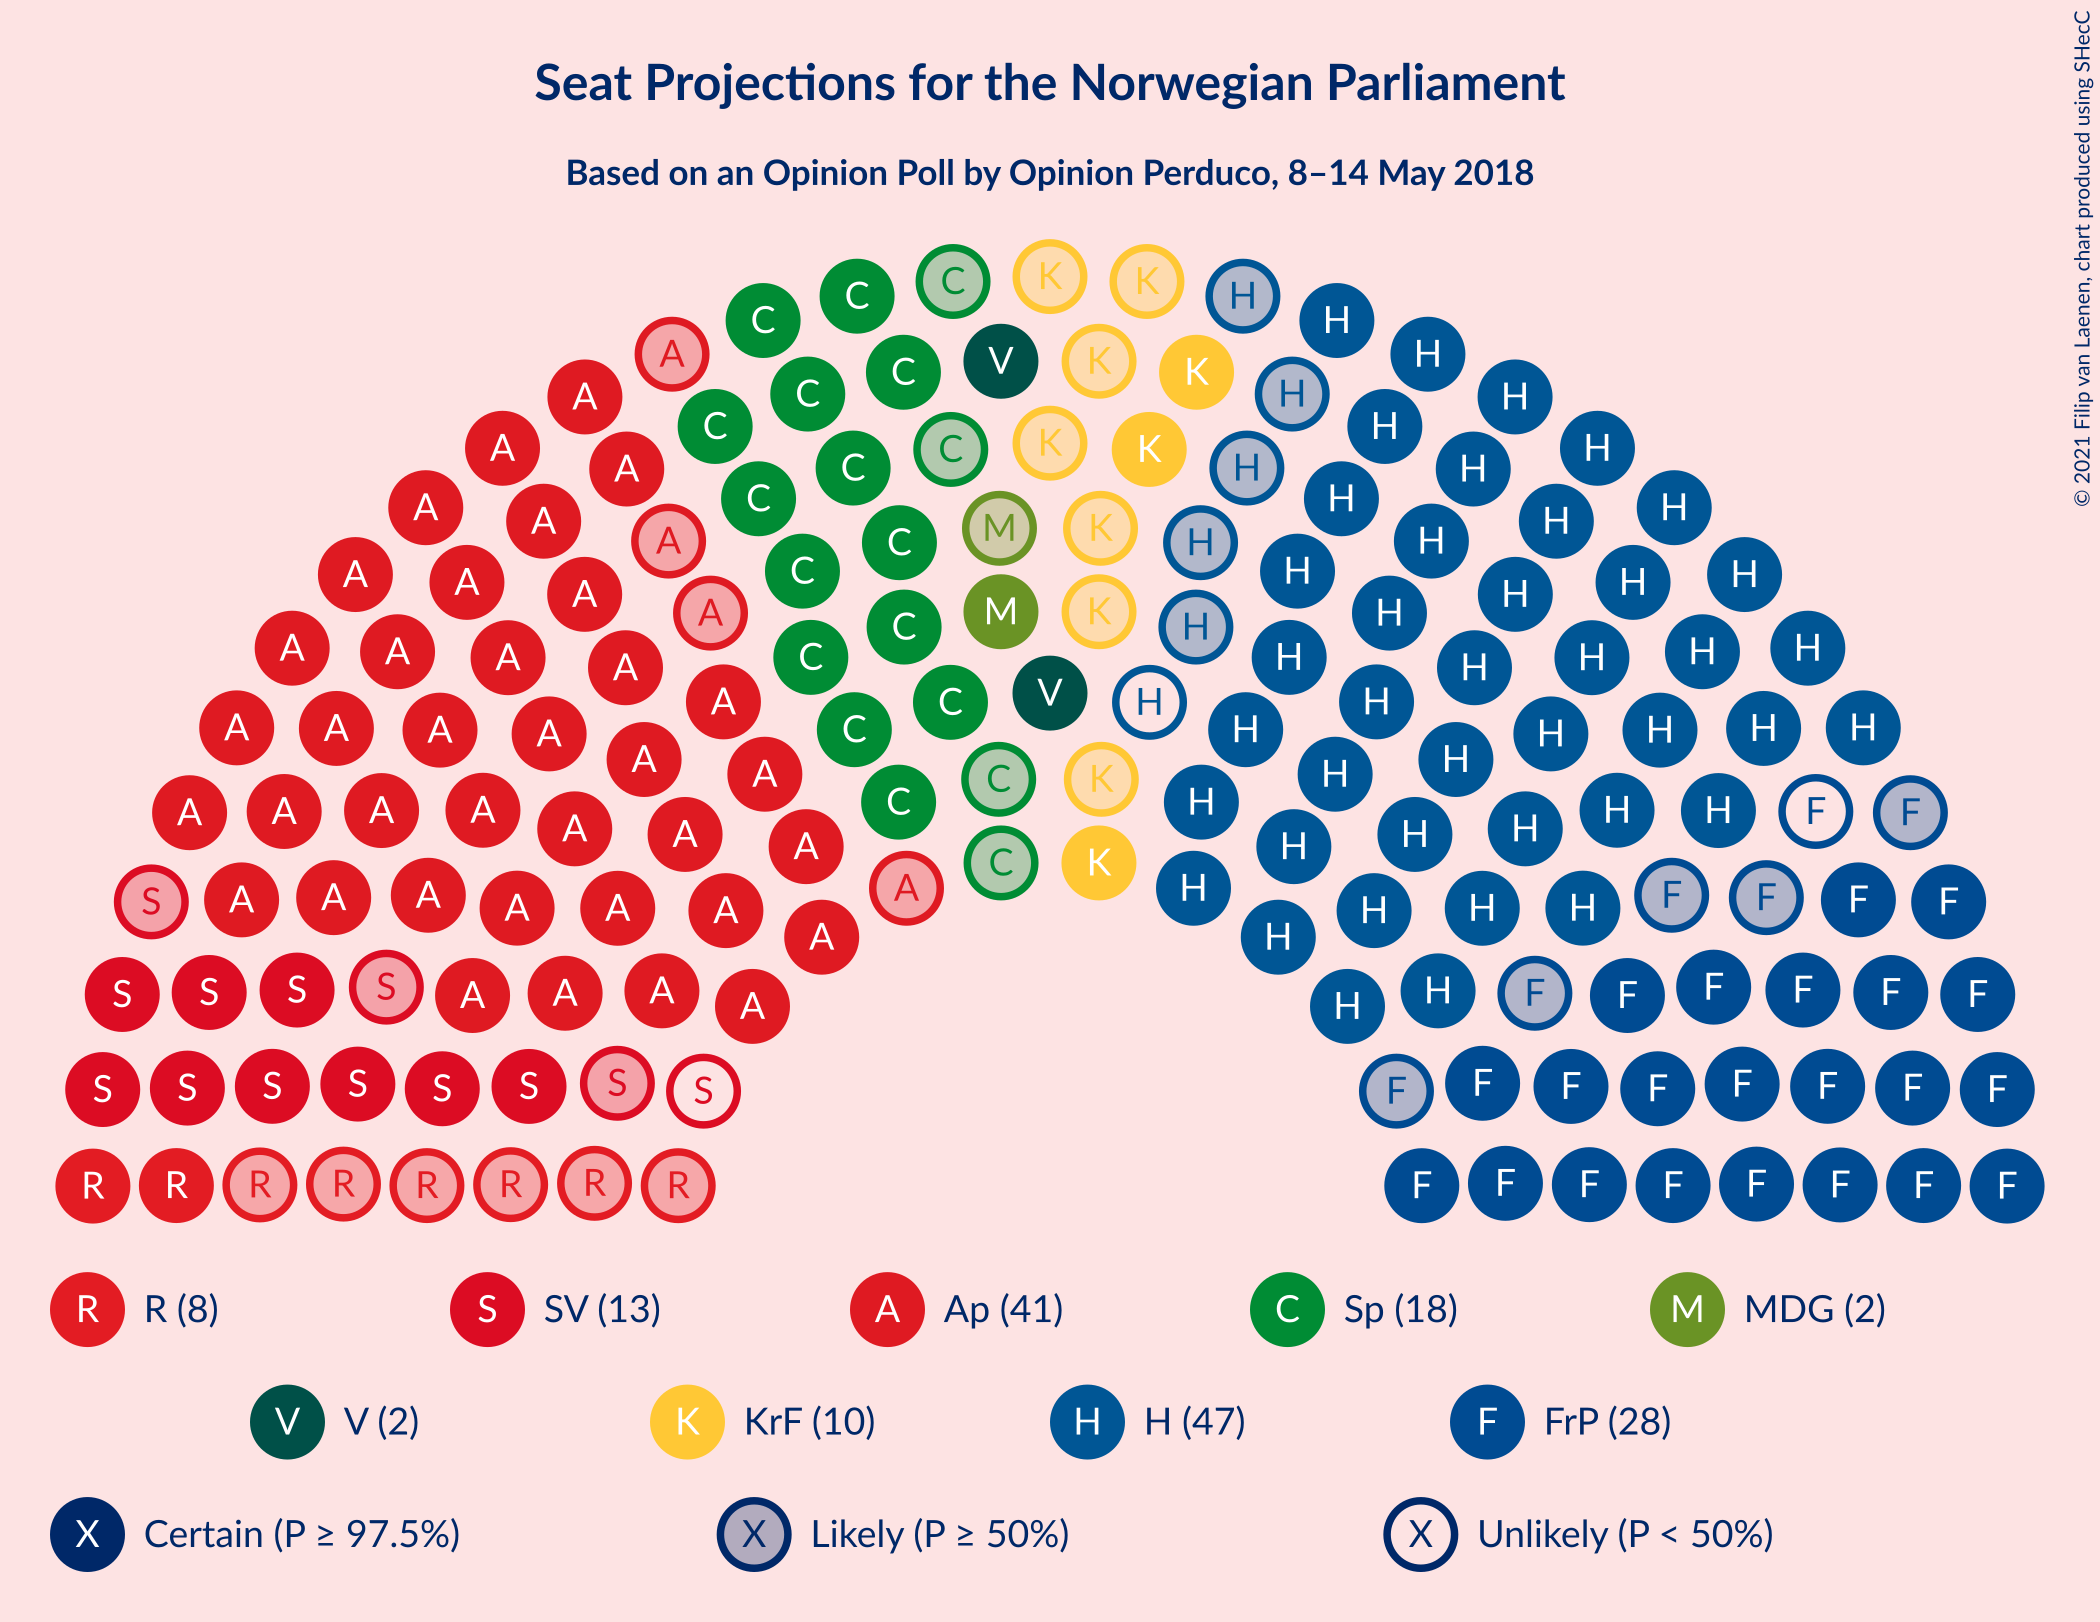 Seat Projections for the Norwegian Parliament
Based on an Opinion Poll by Opinion Perduco, 8–14 May 2018
© 2021 Filip van Laenen, chart produced using SHecC
C C K K
C C H H
A V K H
A C C K H H
A A C C K H H
A C C K H H H
A A C M K H H H
A A C C H H H
A A C M K H H H
A A A C C H H H H
A A A C V H H H H H
A A A A A C H H H H H H
A A A A A C K H H H H H H
A A A A A A A C H H H H H H F F
S A A A A A A A A C K H H H H H F F F F
S S S S A A A A H H F F F F F F
S S S S S S S S F F F F F F F F
R R R R R R R R F F F F F F F F
R R (8) S SV (13) A Ap (41) C Sp (18) M MDG (2)
V V (2) K KrF (10) H H (47) F FrP (28)
X Certain (P ≥ 97.5%) X Likely (P ≥ 50%) X Unlikely (P < 50%)